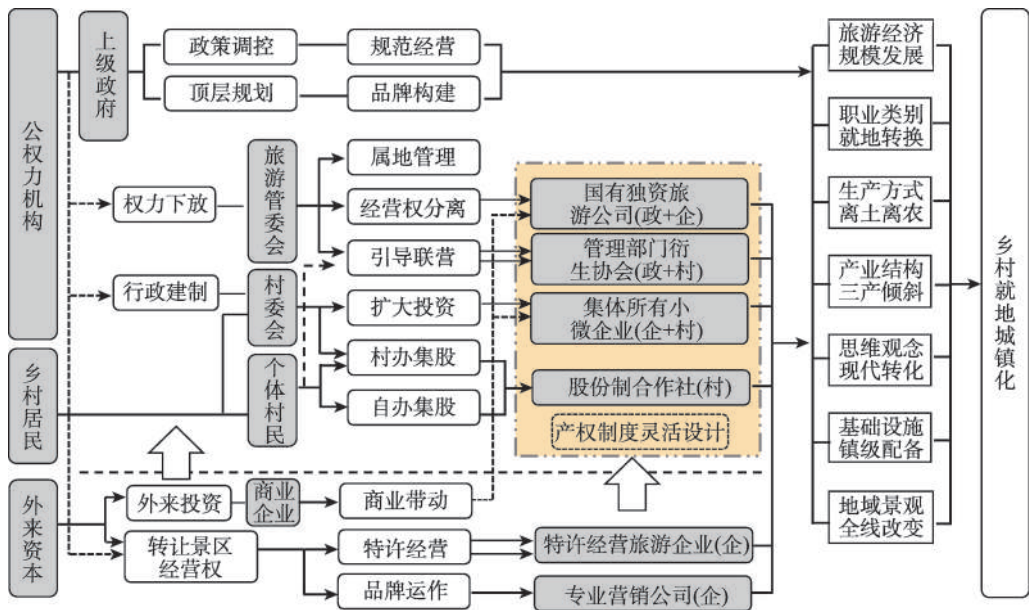 公权力机构
乡村居民
外来资本
上级政府
政策调控
规范经营
顶层规划
品牌构建
权力下放
旅游管委会
属地管理
经营权分离
引导联营
行政建制
村委会
扩大投资
村办集股
个体村民
自办集股
国有独资旅
游公司(政+企)
管理部门衍
生协会(政+村)
集体所有小
微企业(企+村)
股份制合作社(村)
产权制度灵活设计
外来投资
商业
企业
商业带动
转让景区
经营权
特许经营
特许经营旅游企业(企)
品牌运作
专业营销公司(企)
旅游经济
规模发展
职业类别
就地转换
生产方式
离土离农
产业结构
三产倾斜
思维观念
现代转化
基础设施
镇级配备
地域景观
全线改变
乡村就地城镇化